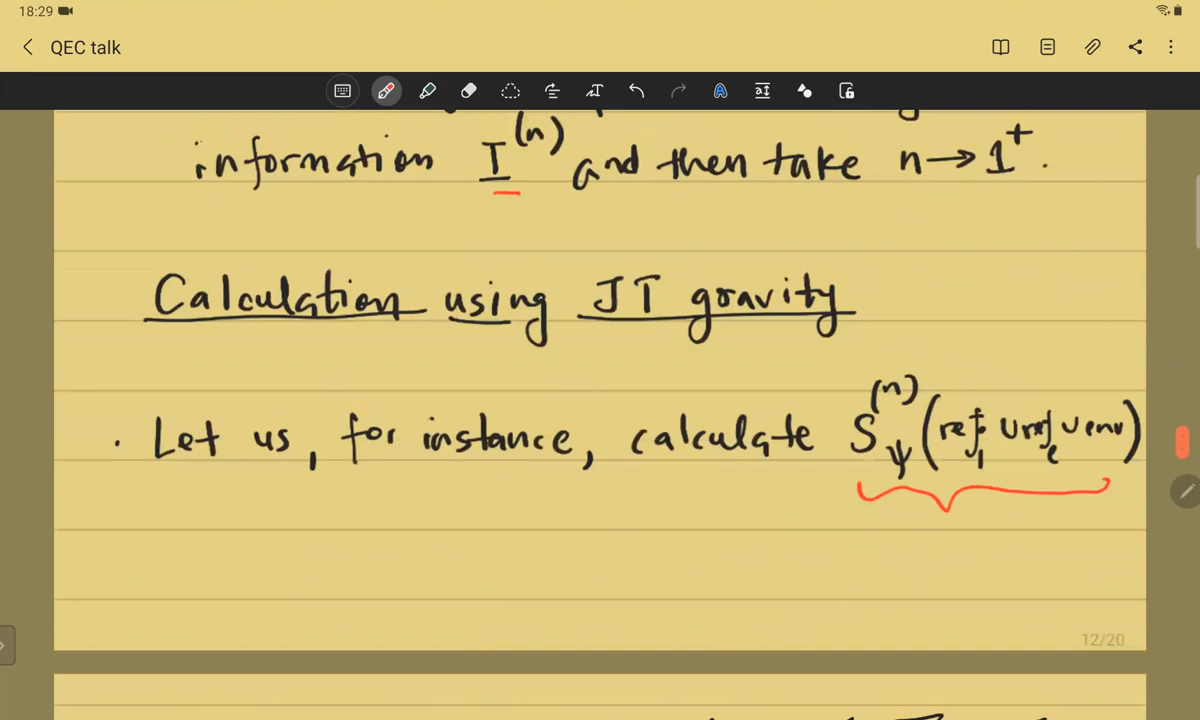 18:29
QEC talk
information I^(n) and then take n→1^+.
Calculation using JT gravity
. Let us, for instance, calculate S_ψ^(n) (ref_1 ∪ ref_e ∪ env)
12/20